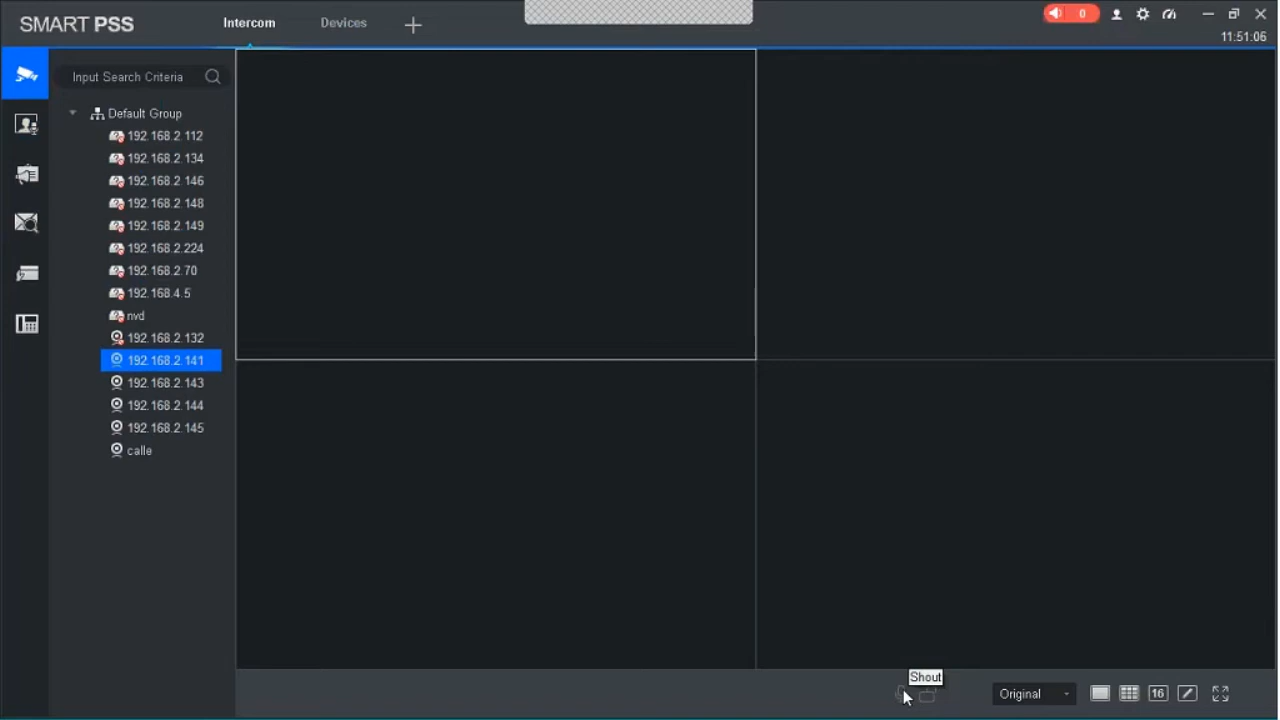 SMART PSS
Intercom
Devices
0
11:51:06
Input Search Criteria
Default Group
192.168.2.112
192.168.2.134
192.168.2.146
192.168.2.148
192.168.2.149
192.168.2.224
192.168.2.70
192.168.4.5
nvd
192.168.2.132
192.168.2.141
192.168.2.143
192.168.2.144
192.168.2.145
calle
Shout
Original
16